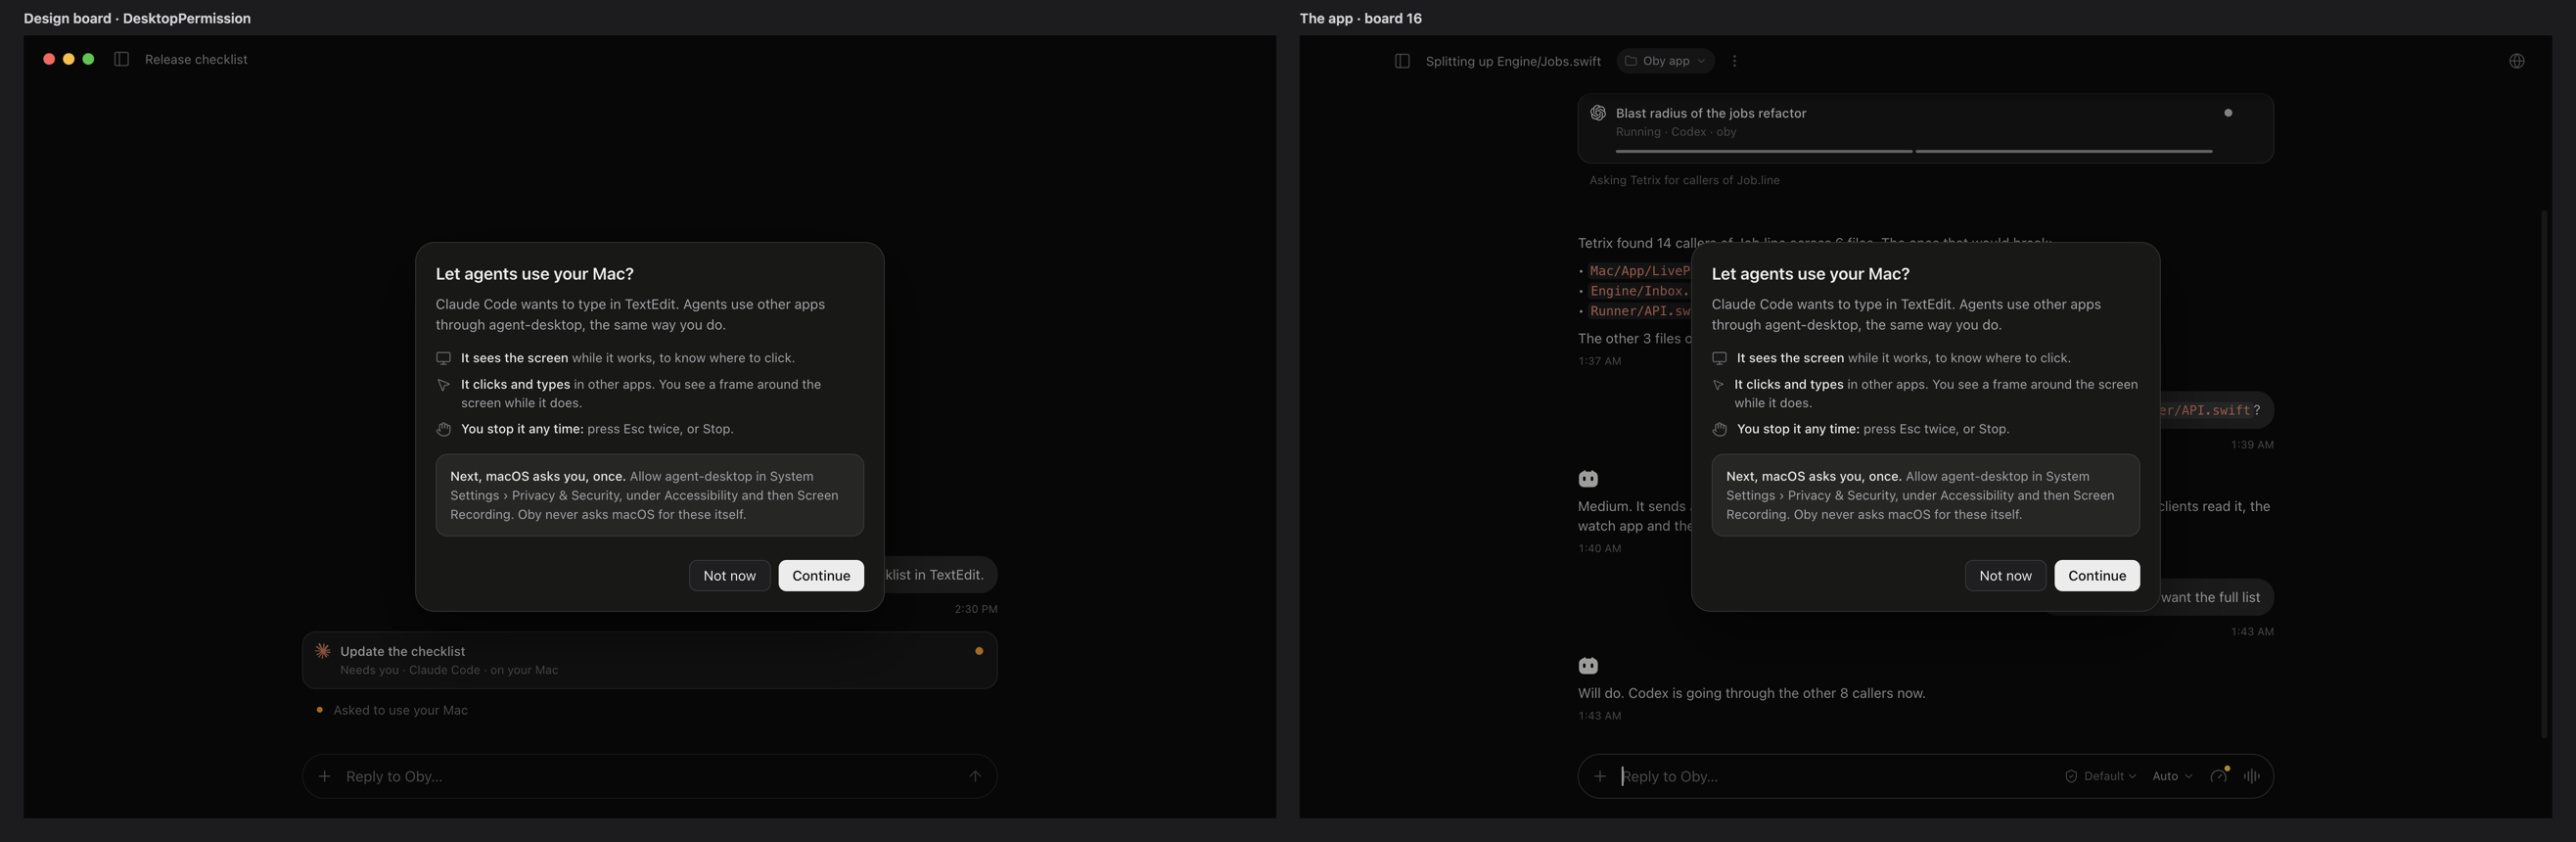 Design board · DesktopPermission
Release checklist
Let agents use your Mac?
Claude Code wants to type in TextEdit. Agents use other apps
through agent-desktop, the same way you do.
It sees the screen while it works, to know where to click.
It clicks and types in other apps. You see a frame around the
screen while it does.
You stop it any time: press Esc twice, or Stop.
Next, macOS asks you, once. Allow agent-desktop in System
Settings › Privacy & Security, under Accessibility and then Screen
Recording. Oby never asks macOS for these itself.
Not now
Continue
klist in TextEdit.
2:30 PM
Update the checklist
Needs you · Claude Code · on your Mac
Asked to use your Mac
Reply to Oby...
The app · board 16
Splitting up Engine/Jobs.swift
Oby app
Blast radius of the jobs refactor
Running · Codex · oby
Asking Tetrix for callers of Job.line
Tetrix found 14 callers of Job.line across 6 files. The ones that would break:
• Mac/App/LiveP
• Engine/Inbox.
• Runner/API.sw
The other 3 files
1:37 AM
Let agents use your Mac?
Claude Code wants to type in TextEdit. Agents use other apps
through agent-desktop, the same way you do.
It sees the screen while it works, to know where to click.
It clicks and types in other apps. You see a frame around the screen
while it does.
You stop it any time: press Esc twice, or Stop.
Next, macOS asks you, once. Allow agent-desktop in System
Settings › Privacy & Security, under Accessibility and then Screen
Recording. Oby never asks macOS for these itself.
Not now
Continue
er/API.swift?
1:39 AM
Medium. It sends
clients read it, the
watch app and the
1:40 AM
want the full list
1:43 AM
Will do. Codex is going through the other 8 callers now.
1:43 AM
Reply to Oby...
Default
Auto